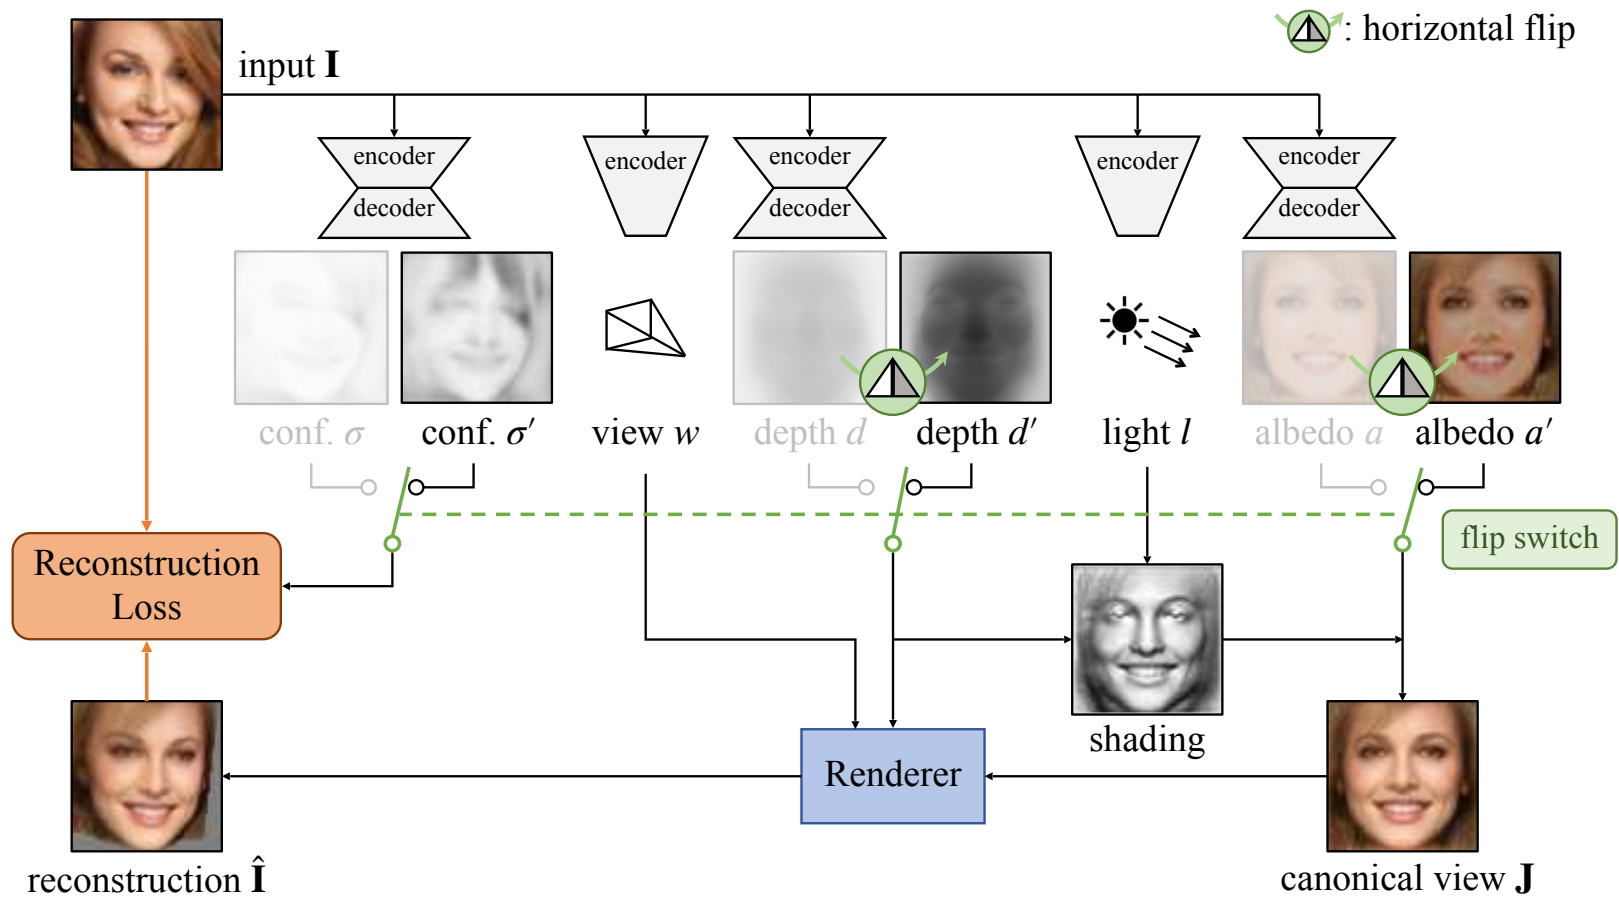 : horizontal flip
input I
encoder
decoder
encoder
encoder
decoder
encoder
encoder
decoder
conf. σ
conf. σ′
view w
depth d
depth d′
light l
albedo a
albedo a′
flip switch
Reconstruction
Loss
shading
Renderer
reconstruction Î
canonical view J